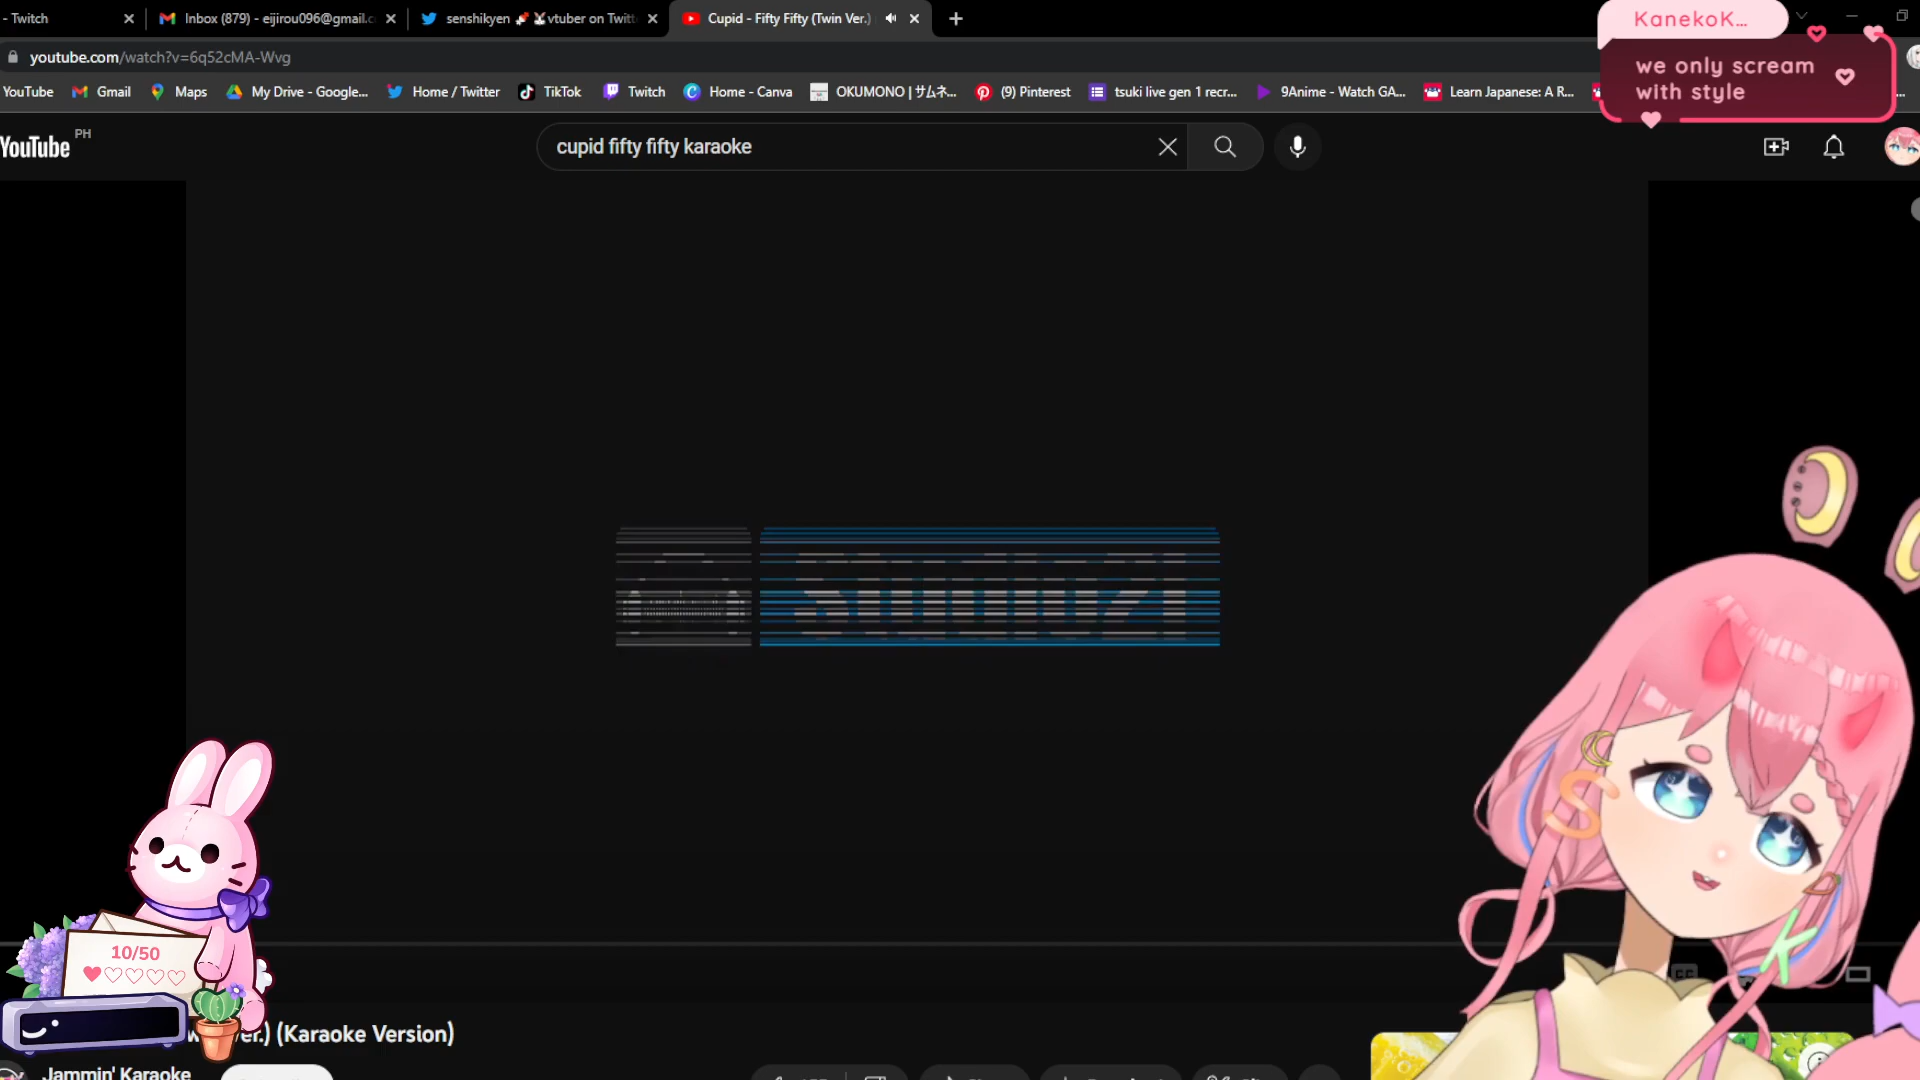 - Twitch
Inbox (879) - eijirou096@gmail.c
senshikyen vtuber on Twitt
Cupid - Fifty Fifty (Twin Ver.)
KanekoK...
we only scream
with style
youtube.com/watch?v=6q52cMA-Wvg
YouTube
Gmail
Maps
My Drive - Google...
Home / Twitter
TikTok
Twitch
Home - Canva
OKUMONO | サムネ...
(9) Pinterest
tsuki live gen 1 recr...
9Anime - Watch GA...
Learn Japanese: A R...
YouTube PH
cupid fifty fifty karaoke
10/50
S
K
CC
er.) (Karaoke Version)
Jammin' Karaoke